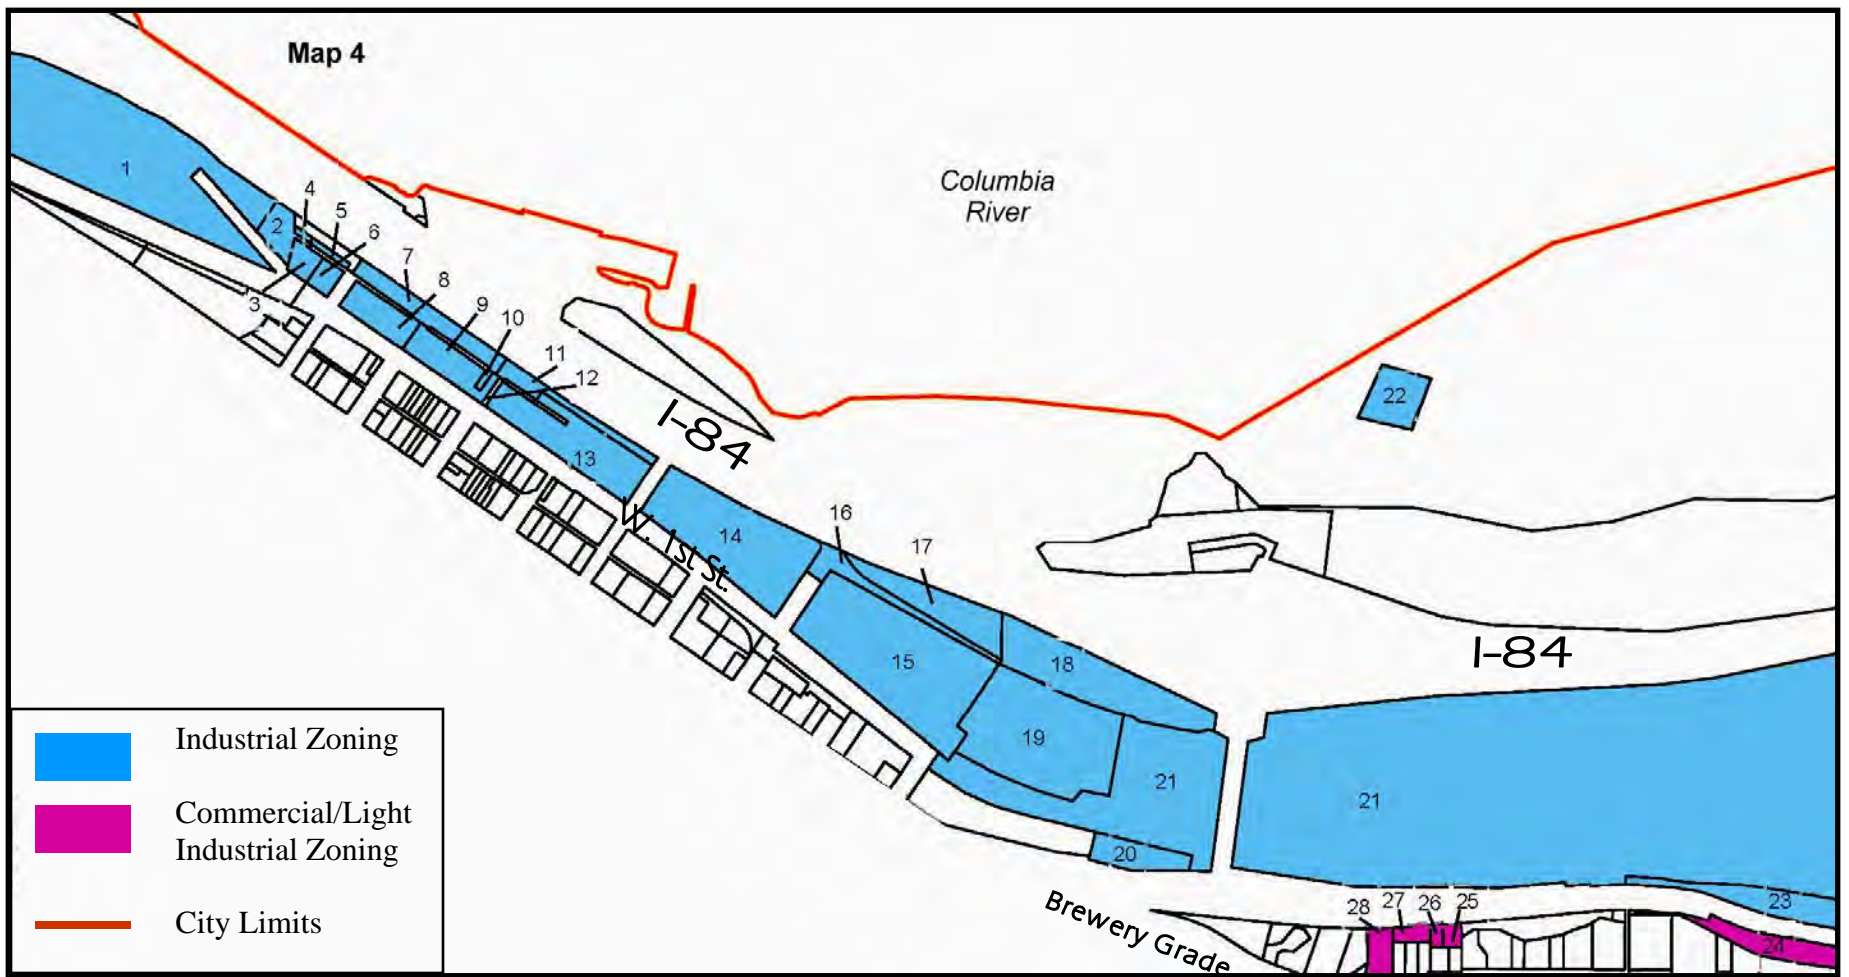 Map 4
Columbia
River
1
2
3
4
5
6
7
8
9
10
11
12
13
I-84
W. 1st St.
14
15
16
17
18
19
20
21
21
22
I-84
23
24
25
26
27
28
Brewery Grade
Industrial Zoning
Commercial/Light
Industrial Zoning
City Limits